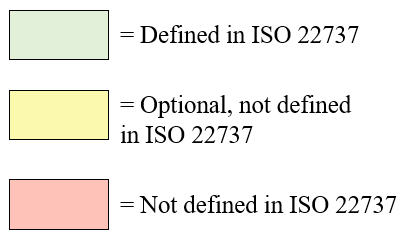 = Defined in ISO 22737
= Optional, not defined
in ISO 22737
= Not defined in ISO 22737